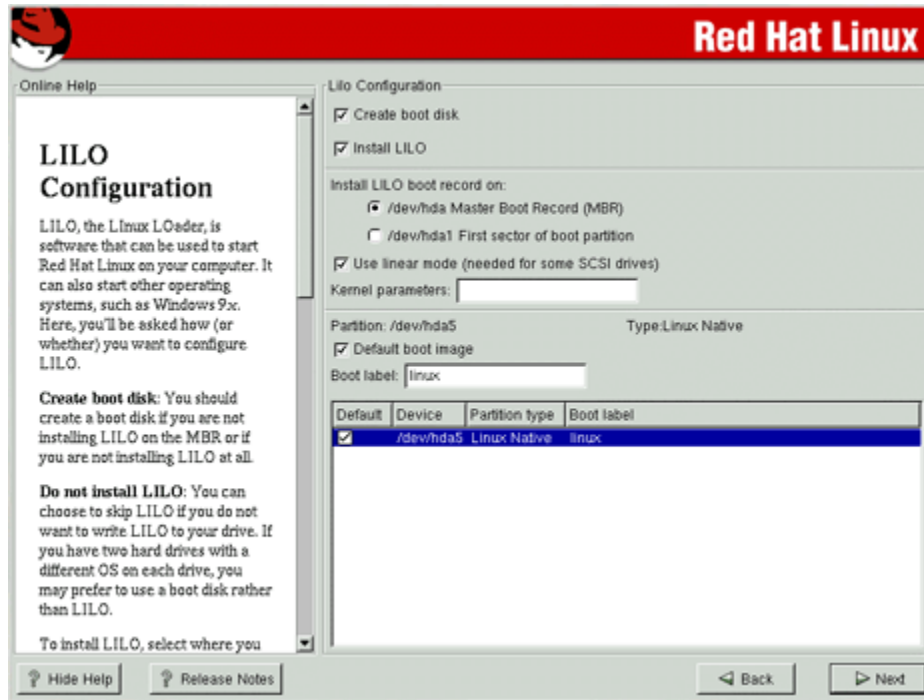 Red Hat Linux
Online Help
LILO
Configuration
LILO, the LInux LOader, is
software that can be used to start
Red Hat Linux on your computer. It
can also start other operating
systems, such as Windows 9x.
Here, you'll be asked how (or
whether) you want to configure
LILO.
Create boot disk: You should
create a boot disk if you are not
installing LILO on the MBR or if
you are not installing LILO at all.
Do not install LILO: You can
choose to skip LILO if you do not
want to write LILO to your drive. If
you have two hard drives with a
different OS on each drive, you
may prefer to use a boot disk rather
than LILO.
To install LILO, select where you
Lilo Configuration
Create boot disk
Install LILO
Install LILO boot record on:
/dev/hda Master Boot Record (MBR)
/dev/hda1 First sector of boot partition
Use linear mode (needed for some SCSI drives)
Kernel parameters:
Partition: /dev/hda5 Type:Linux Native
Default boot image
Boot label: linux
Default Device Partition type Boot label
/dev/hda5 Linux Native linux
Hide Help Release Notes Back Next